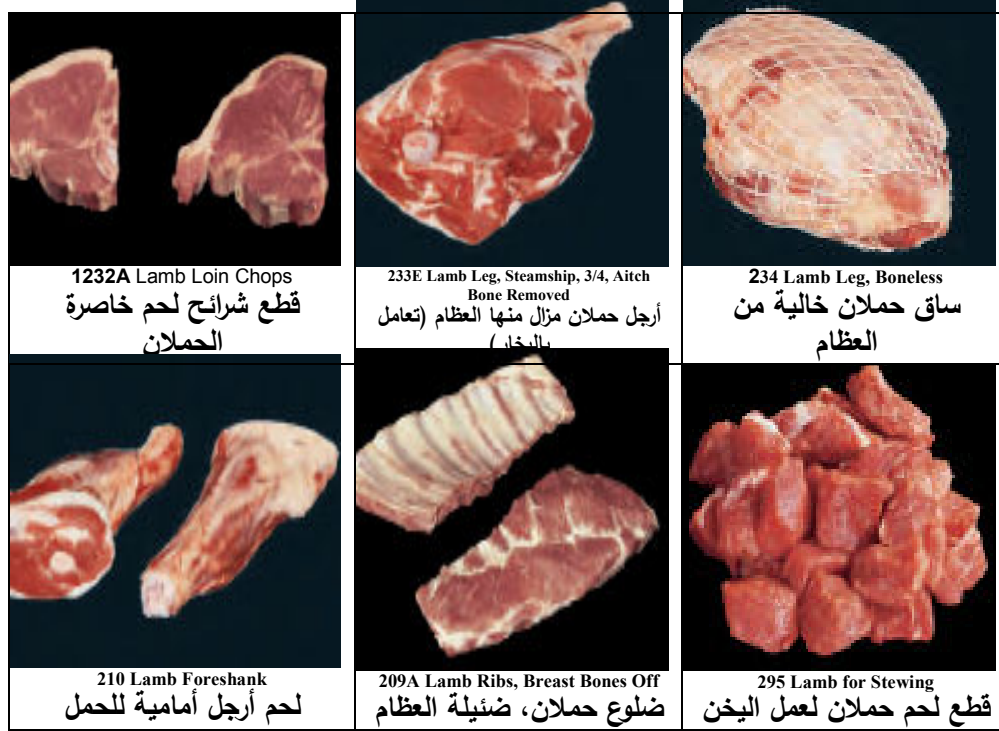 1232A Lamb Loin Chops
قطع شرائح لحم خاصرة
الحملان
233E Lamb Leg, Steamship, 3/4, Aitch
Bone Removed
أرجل حملان مزال منها العظام (تعامل
بالبخار)
234 Lamb Leg, Boneless
ساق حملان خالية من
العظام
210 Lamb Foreshank
لحم أرجل أمامية للحمل
209A Lamb Ribs, Breast Bones Off
ضلوع حملان، ضئيلة العظام
295 Lamb for Stewing
قطع لحم حملان لعمل اليخن